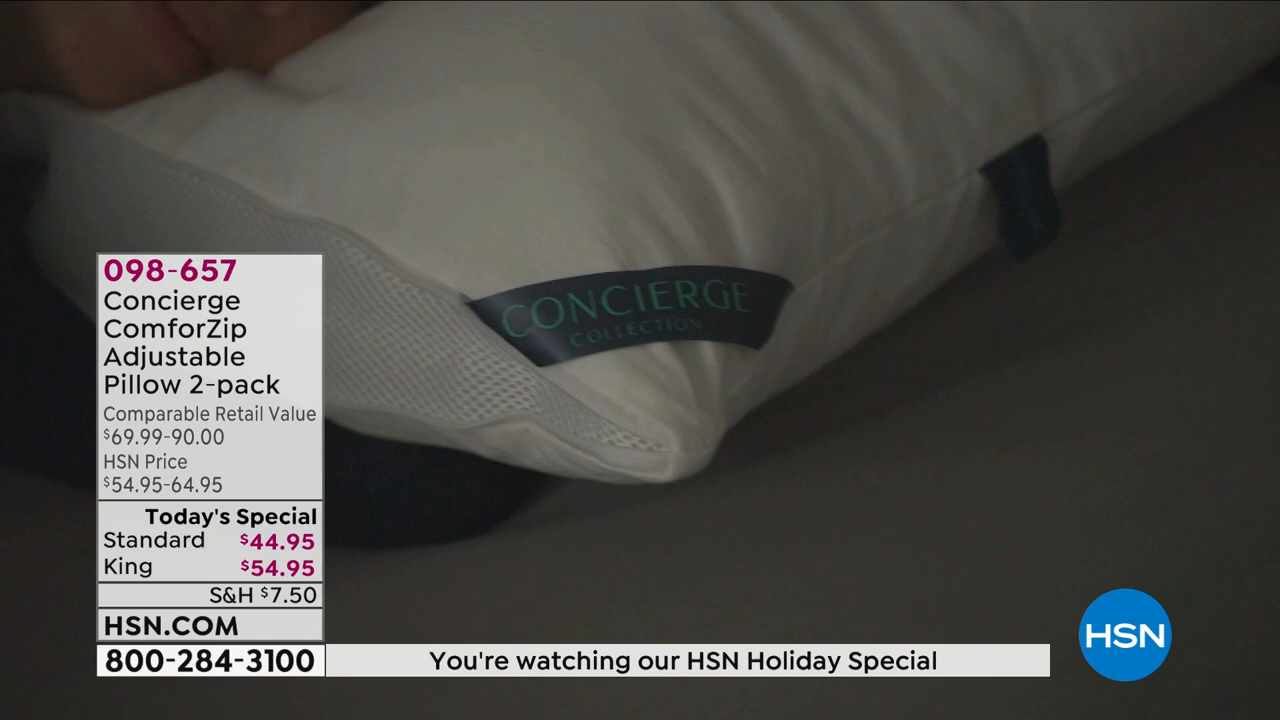 CONCIERGE
COLLECTION
098-657
Concierge
ComforZip
Adjustable
Pillow 2-pack
Comparable Retail Value
$69.99-90.00
HSN Price
$54.95-64.95
Today's Special
Standard $44.95
King $54.95
S&H $7.50
HSN.COM
800-284-3100
You're watching our HSN Holiday Special
HSN